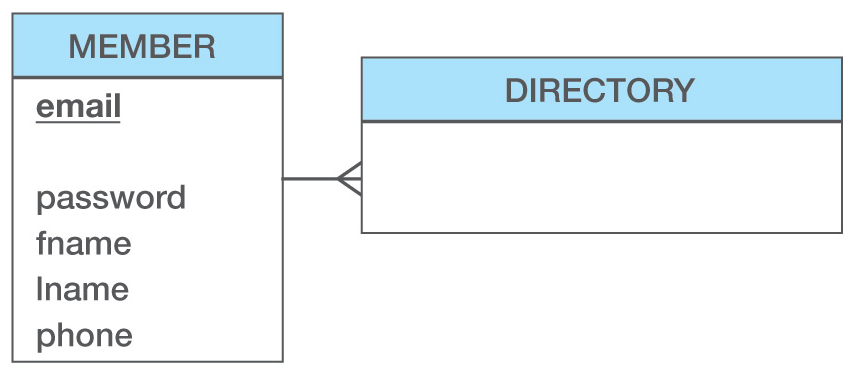 MEMBER
email
password
fname
lname
phone
DIRECTORY